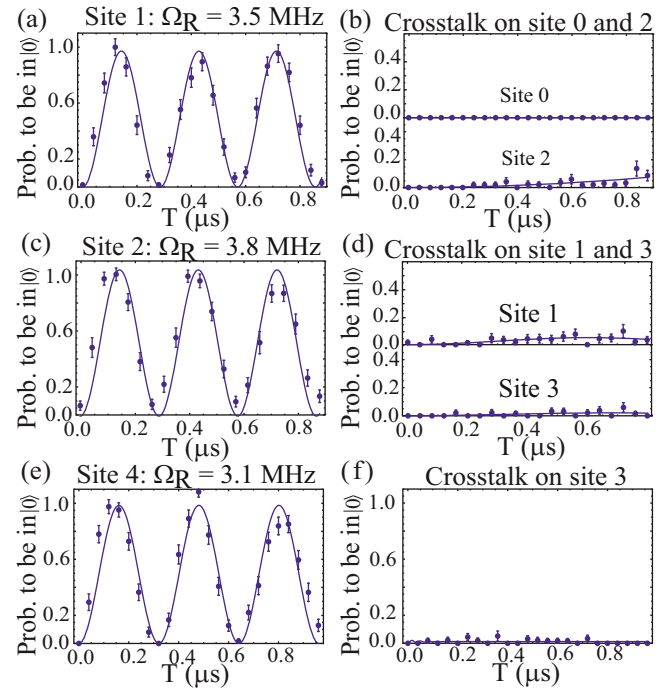 (a) Site 1: Ω_R = 3.5 MHz
Prob. to be in|0⟩
1.0
0.6
0.2
0.0
0 0.2 0.4 0.6 0.8
T (μs)
(b) Crosstalk on site 0 and 2
Prob. to be in|0⟩
0.4
0.2
0.0
Site 0
0.4
0.2
0.0
Site 2
0 0.2 0.4 0.6 0.8
T (μs)
(c) Site 2: Ω_R = 3.8 MHz
Prob. to be in|0⟩
1.0
0.6
0.2
0.0
0 0.2 0.4 0.6 0.8
T (μs)
(d) Crosstalk on site 1 and 3
Prob. to be in|0⟩
0.4
0.2
0.0
Site 1
0.4
0.2
0.0
Site 3
0 0.2 0.4 0.6
T (μs)
(e) Site 4: Ω_R = 3.1 MHz
Prob. to be in|0⟩
1.0
0.6
0.2
0.0
0 0.2 0.4 0.6 0.8
T (μs)
(f) Crosstalk on site 3
Prob. to be in|0⟩
1.0
0.6
0.2
0.0
0 0.2 0.4 0.6 0.8
T (μs)